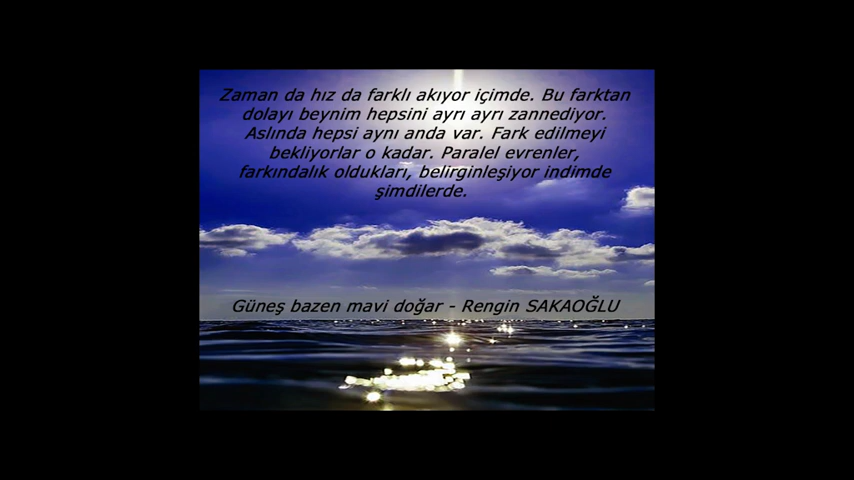 Zaman da hız da farklı akıyor içimde. Bu farktan
dolayı beynim hepsini ayrı ayrı zannediyor.
Aslında hepsi aynı anda var. Fark edilmeyi
bekliyorlar o kadar. Paralel evrenler,
farkındalık oldukları, belirginleşiyor indimde
şimdilerde.
Güneş bazen mavi doğar - Rengin SAKAOĞLU